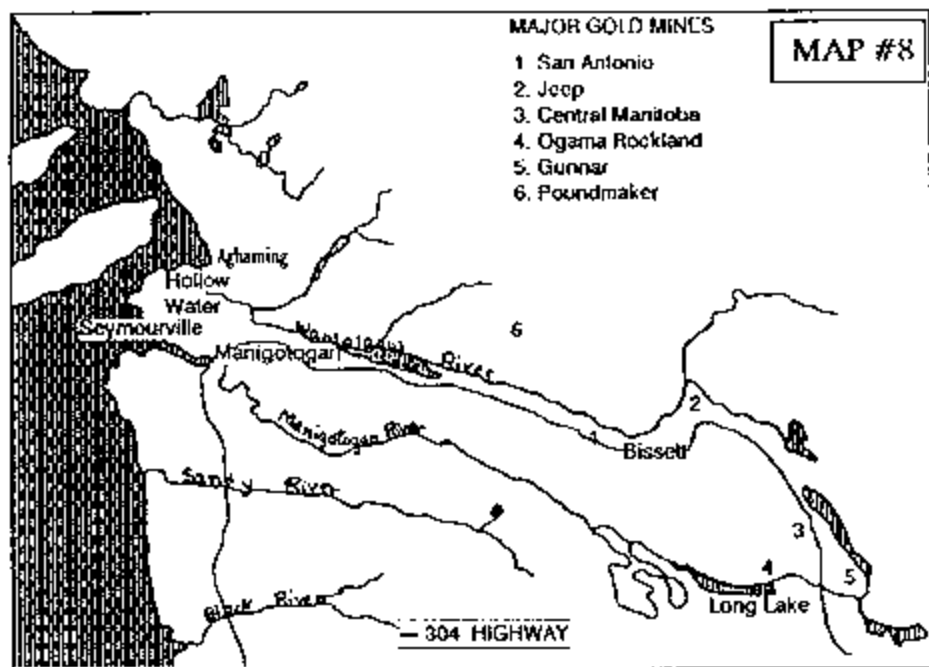 MAJOR GOLD MINES
MAP #8
1 San Antonio
2. Jeep
3. Central Manitoba
4. Ogama Rockland
5. Gunnar
6. Poundmaker
Aghaming
Hollow
Water
Seymourville
6
Wanipigow River
Manigotogan
2
Manigotogan River
1
Bissett
Sandy River
3
4
5
Long Lake
Black River
— 304 HIGHWAY